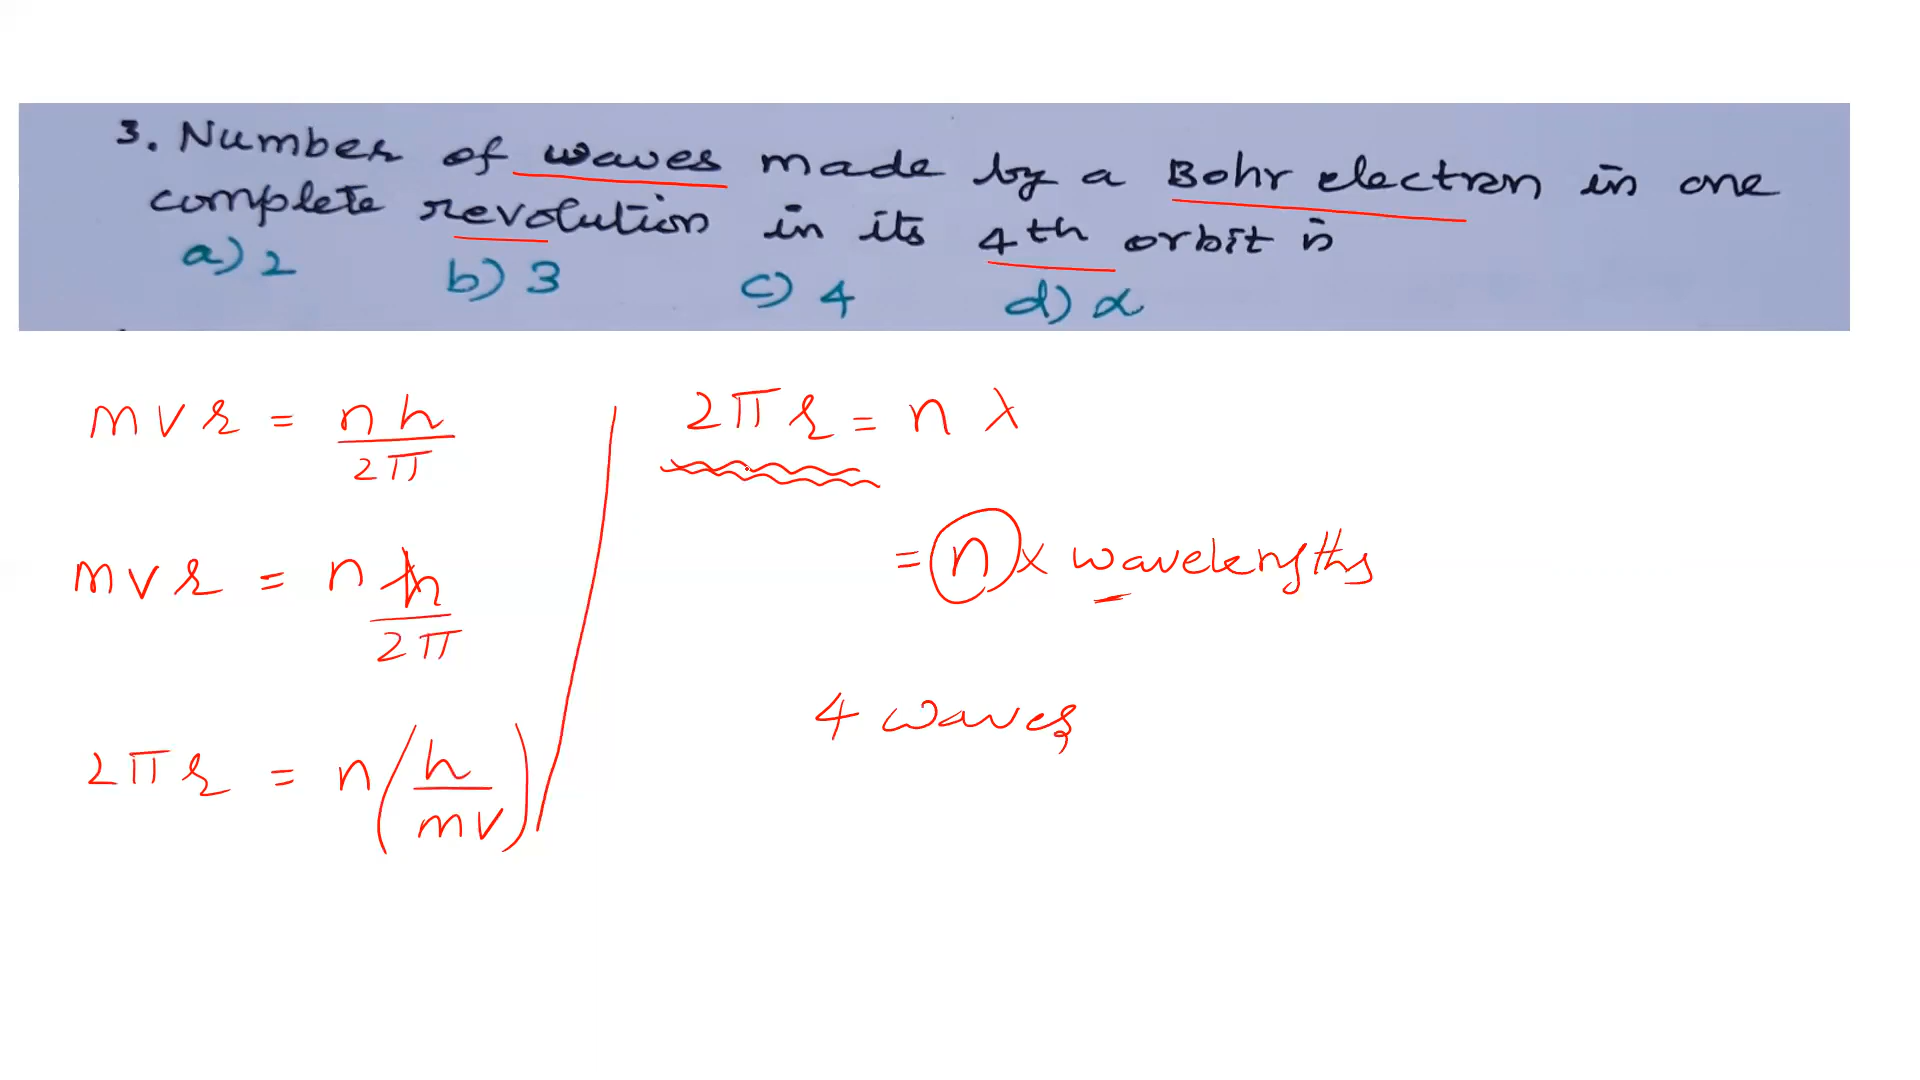 3. Number of waves made by a Bohr electron in one
complete revolution in its 4th orbit is
a) 2 b) 3 c) 4 d) α
mvr = nh/2π
mvr = n h/2π
2πr = n(h/mv)
2πr = nλ
= n x wavelengths
4 waves